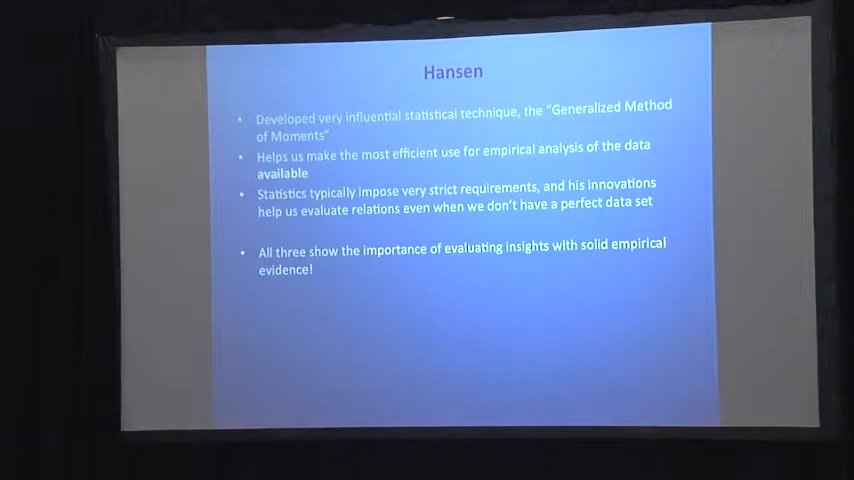 Hansen
• Developed very influential statistical technique, the “Generalized Method
of Moments”
• Helps us make the most efficient use for empirical analysis of the data
available
• Statistics typically impose very strict requirements, and his innovations
help us evaluate relations even when we don’t have a perfect data set
• All three show the importance of evaluating insights with solid empirical
evidence!